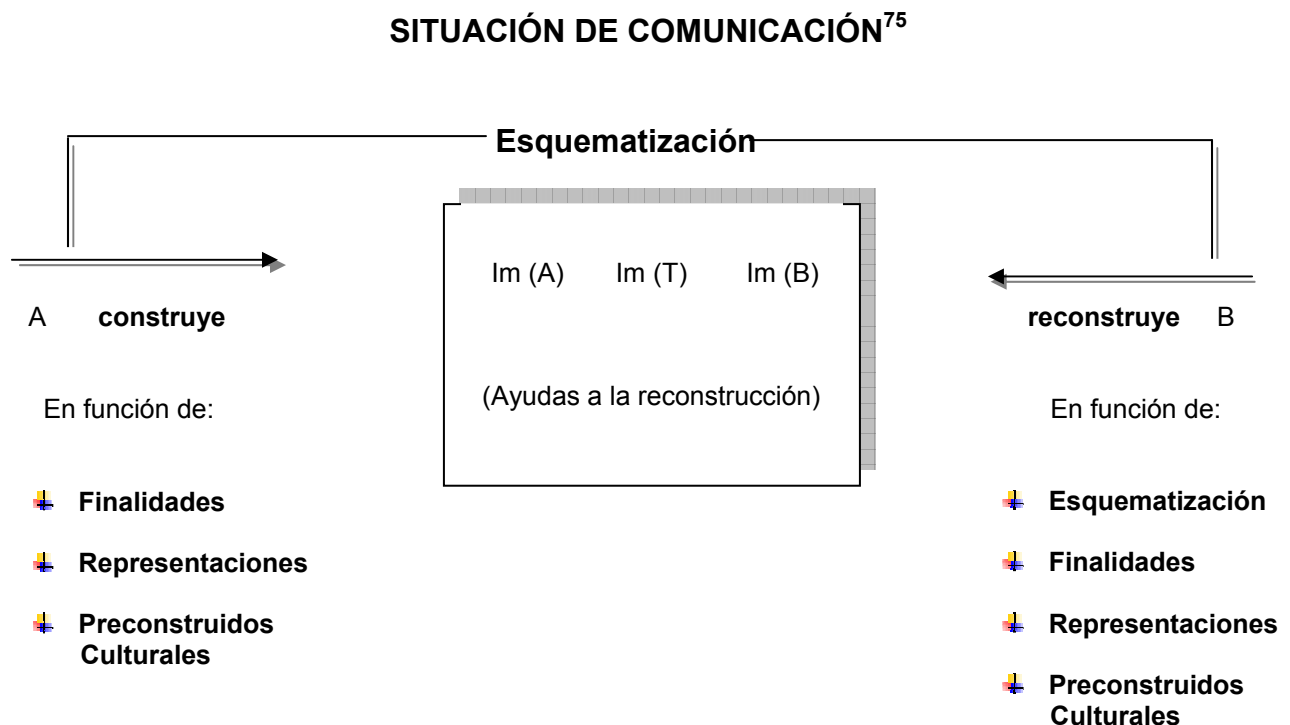 SITUACIÓN DE COMUNICACIÓN75
Esquematización
Im (A) Im (T) Im (B)
(Ayudas a la reconstrucción)
A construye
En función de:
Finalidades
Representaciones
Preconstruidos
Culturales
reconstruye B
En función de:
Esquematización
Finalidades
Representaciones
Preconstruidos
Culturales